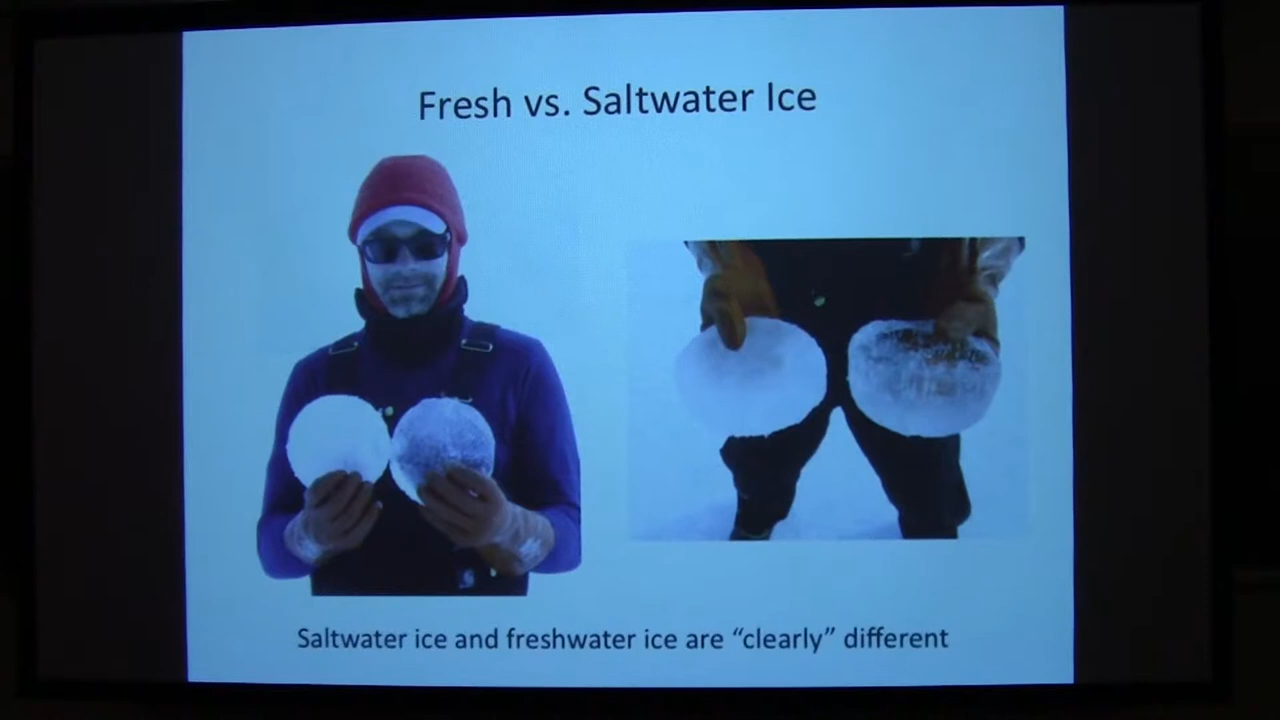 Fresh vs. Saltwater Ice
Saltwater ice and freshwater ice are “clearly” different